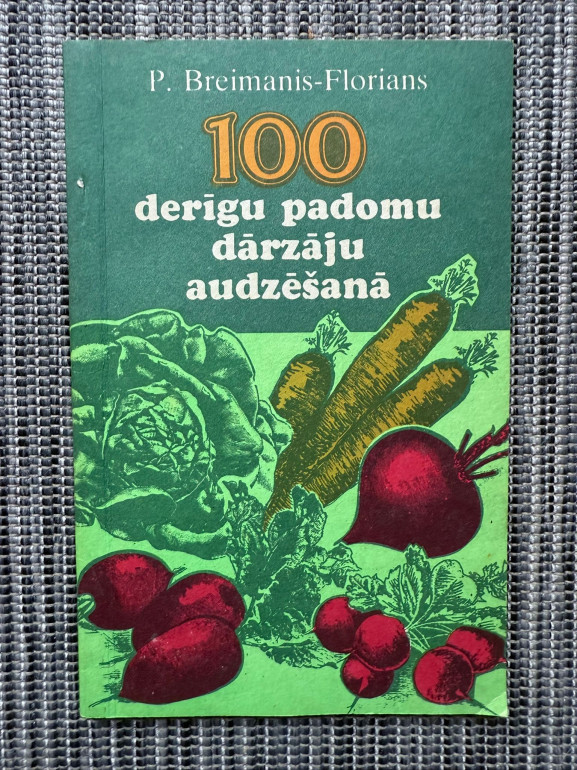 P. Breimanis-Florians
100
derīgu padomu
dārzāju
audzēšanā